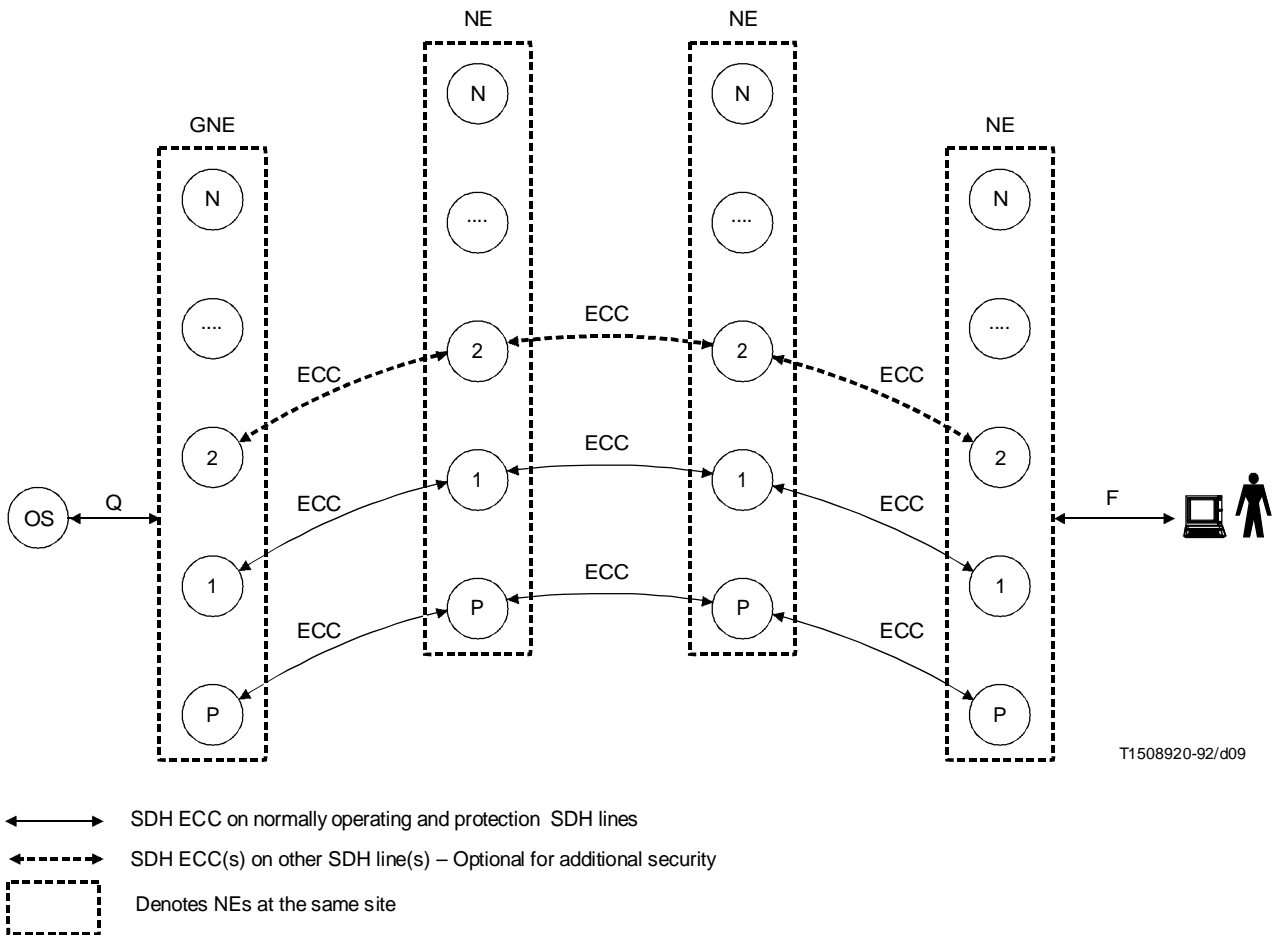 NE NE
N N
GNE NE
N N
.... ....
.... ....
ECC
2 2
ECC ECC
2 2
ECC
1 1
OS Q F
ECC ECC
1 1
ECC
P P
ECC ECC
P P
T1508920-92/d09
SDH ECC on normally operating and protection SDH lines
SDH ECC(s) on other SDH line(s) – Optional for additional security
Denotes NEs at the same site